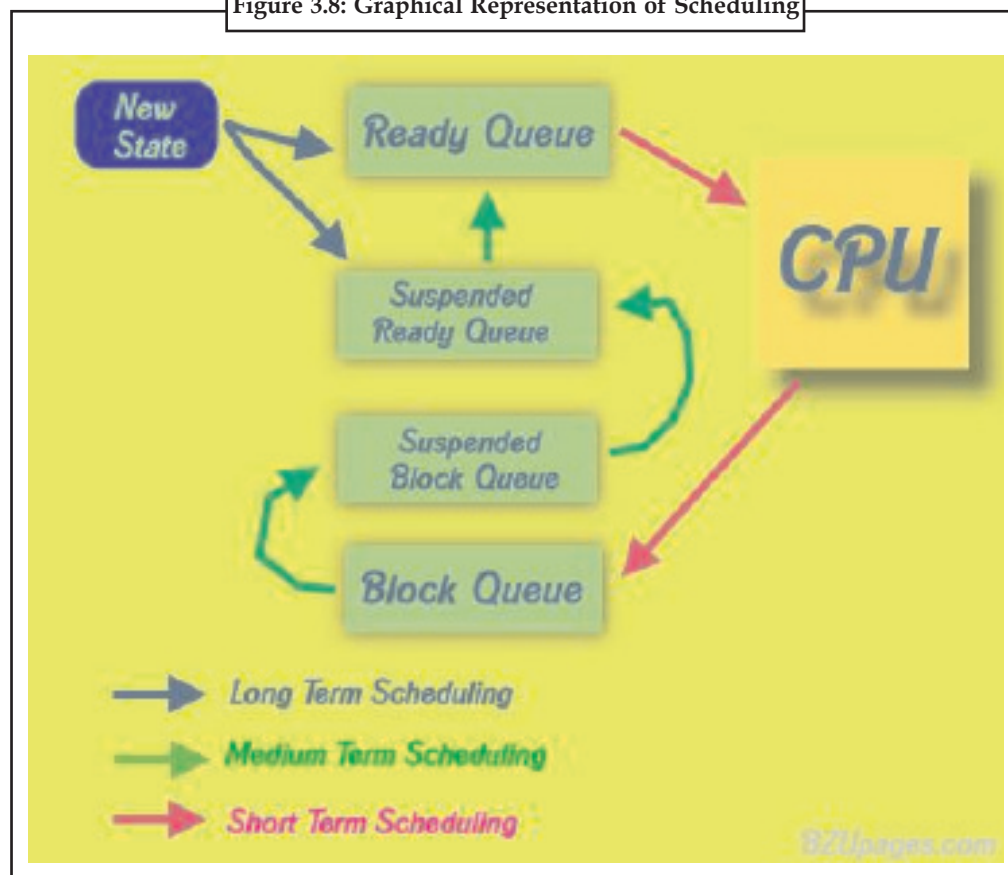 Figure 3.8: Graphical Representation of Scheduling
New
State
Ready Queue
CPU
Suspended
Ready Queue
Suspended
Block Queue
Block Queue
Long Term Scheduling
Medium Term Scheduling
Short Term Scheduling
BZUpages.com